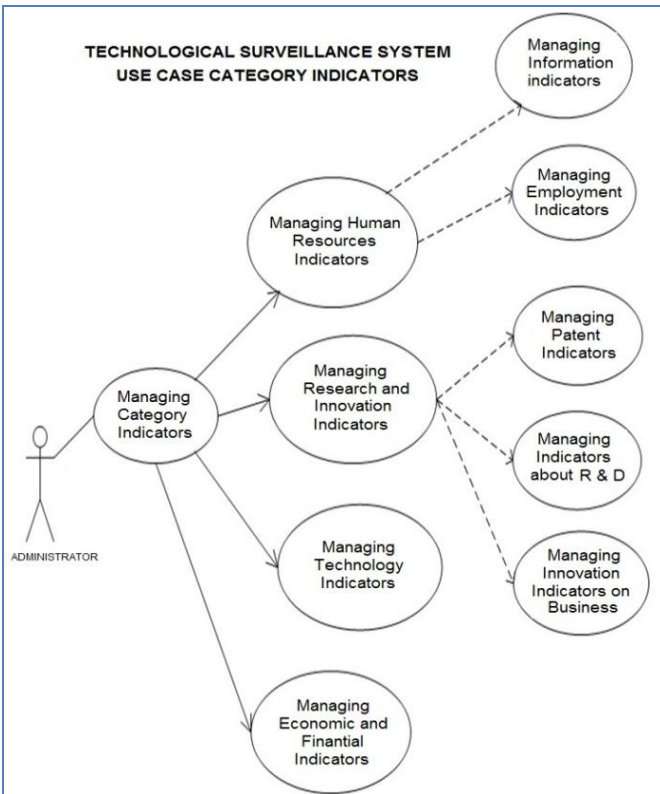 TECHNOLOGICAL SURVEILLANCE SYSTEM
USE CASE CATEGORY INDICATORS
Managing
Information
indicators
Managing
Employment
Indicators
Managing Human
Resources
Indicators
Managing
Patent
Indicators
Managing
Research and
Innovation
Indicators
Managing
Category
Indicators
Managing
Indicators
about R & D
ADMINISTRATOR
Managing
Technology
Indicators
Managing
Innovation
Indicators on
Business
Managing
Economic and
Finantial
Indicators